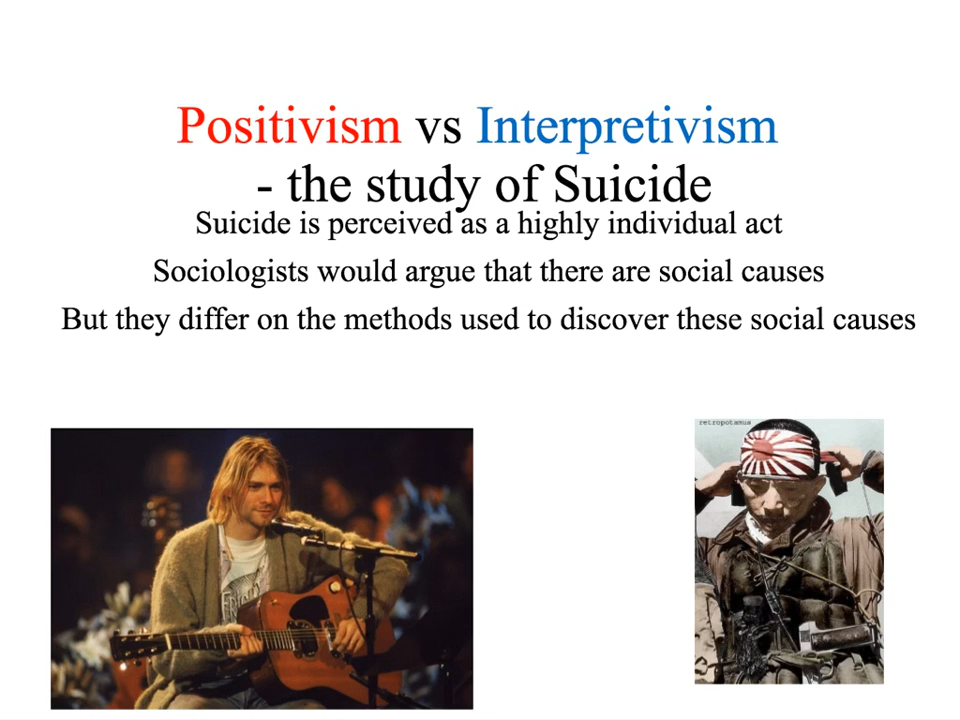 Positivism vs Interpretivism
- the study of Suicide
Suicide is perceived as a highly individual act
Sociologists would argue that there are social causes
But they differ on the methods used to discover these social causes
retropotamus